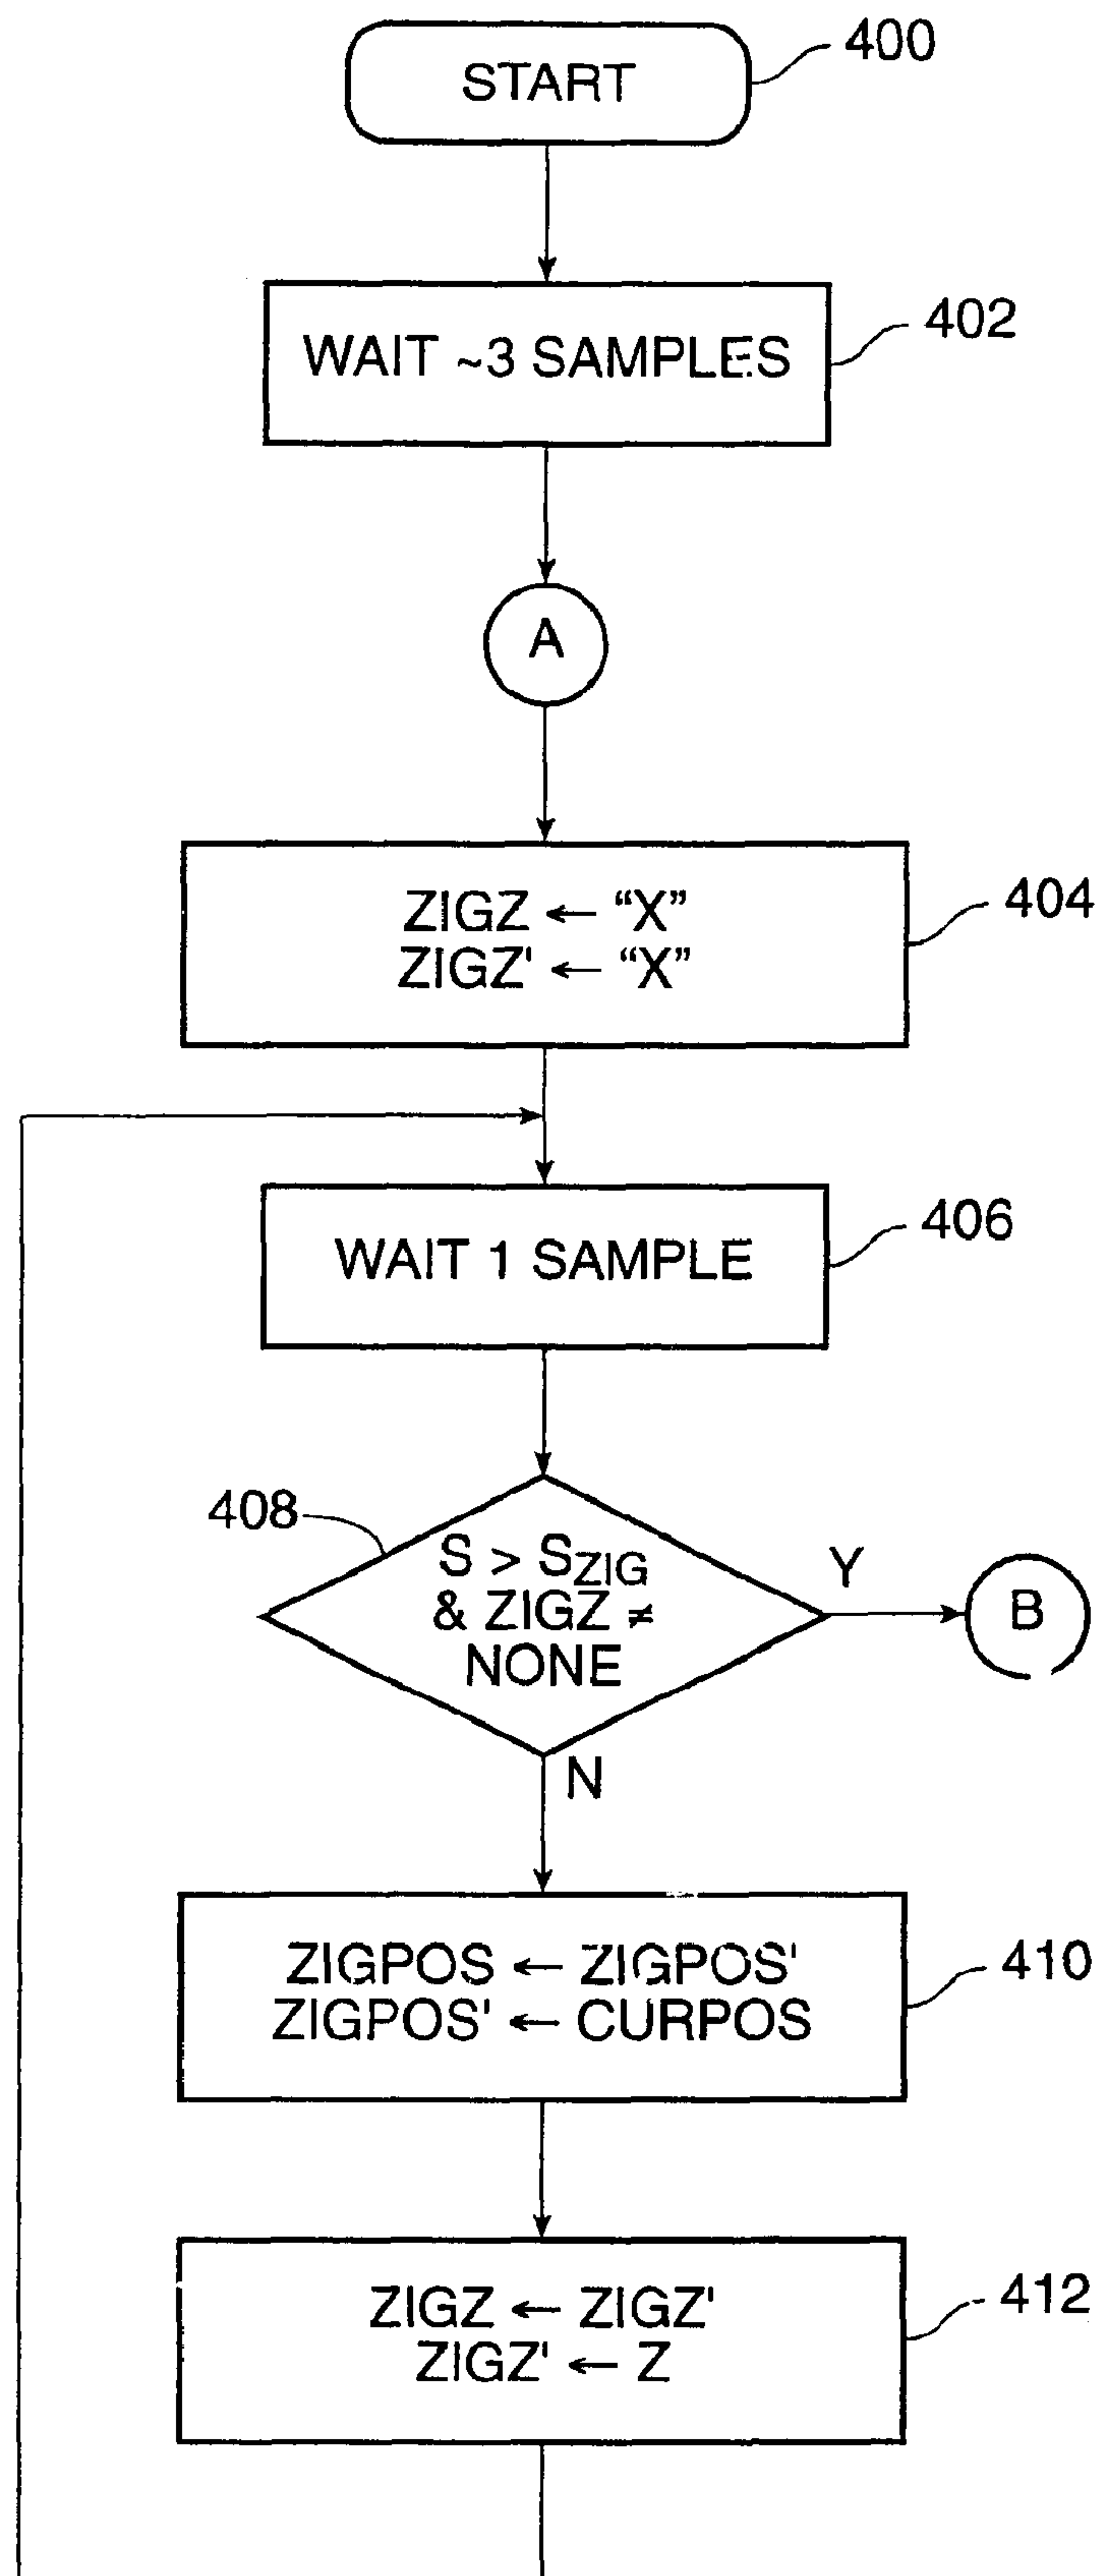 START
400
WAIT ~3 SAMPLES
402
A
ZIGZ ← “X”
ZIGZ' ← “X”
404
WAIT 1 SAMPLE
406
408
S > SZIG
& ZIGZ ≠
NONE
Y
B
N
ZIGPOS ← ZIGPOS'
ZIGPOS' ← CURPOS
410
ZIGZ ← ZIGZ'
ZIGZ' ← Z
412